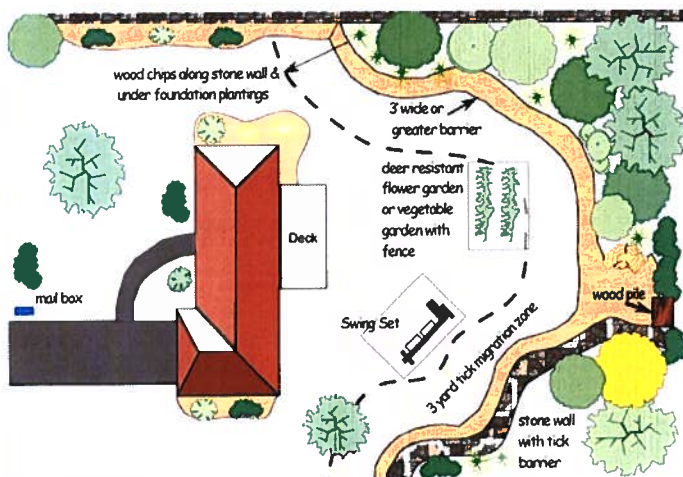 wood chips along stone wall &
under foundation plantings
3 wide or
greater barrier
deer resistant
flower garden
or vegetable
garden with
fence
Deck
mail box
wood pile
Swing Set
3 yard tick migration zone
stone wall
with tick
barrier